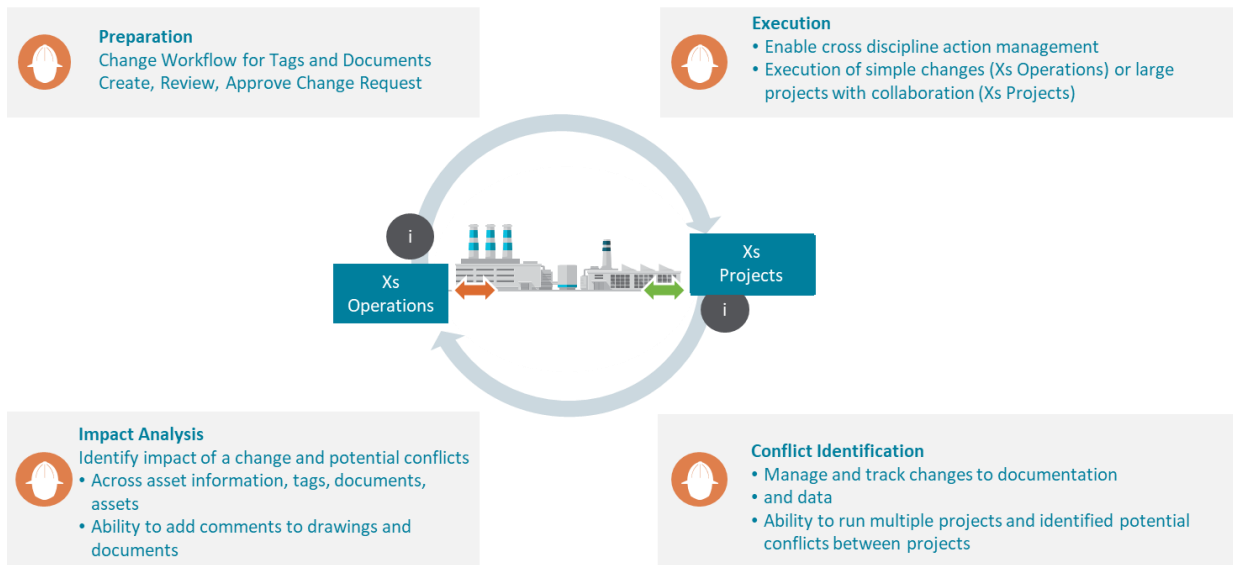 Preparation
Change Workflow for Tags and Documents
Create, Review, Approve Change Request
Execution
• Enable cross discipline action management
• Execution of simple changes (Xs Operations) or large
projects with collaboration (Xs Projects)
i
Xs
Operations
Xs
Projects
i
Impact Analysis
Identify impact of a change and potential conflicts
• Across asset information, tags, documents,
assets
• Ability to add comments to drawings and
documents
Conflict Identification
• Manage and track changes to documentation
• and data
• Ability to run multiple projects and identified potential
conflicts between projects